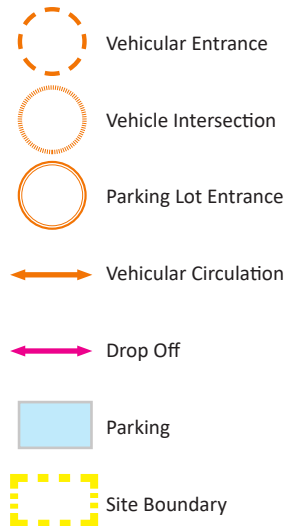 Vehicular Entrance
Vehicle Intersection
Parking Lot Entrance
Vehicular Circulation
Drop Off
Parking
Site Boundary